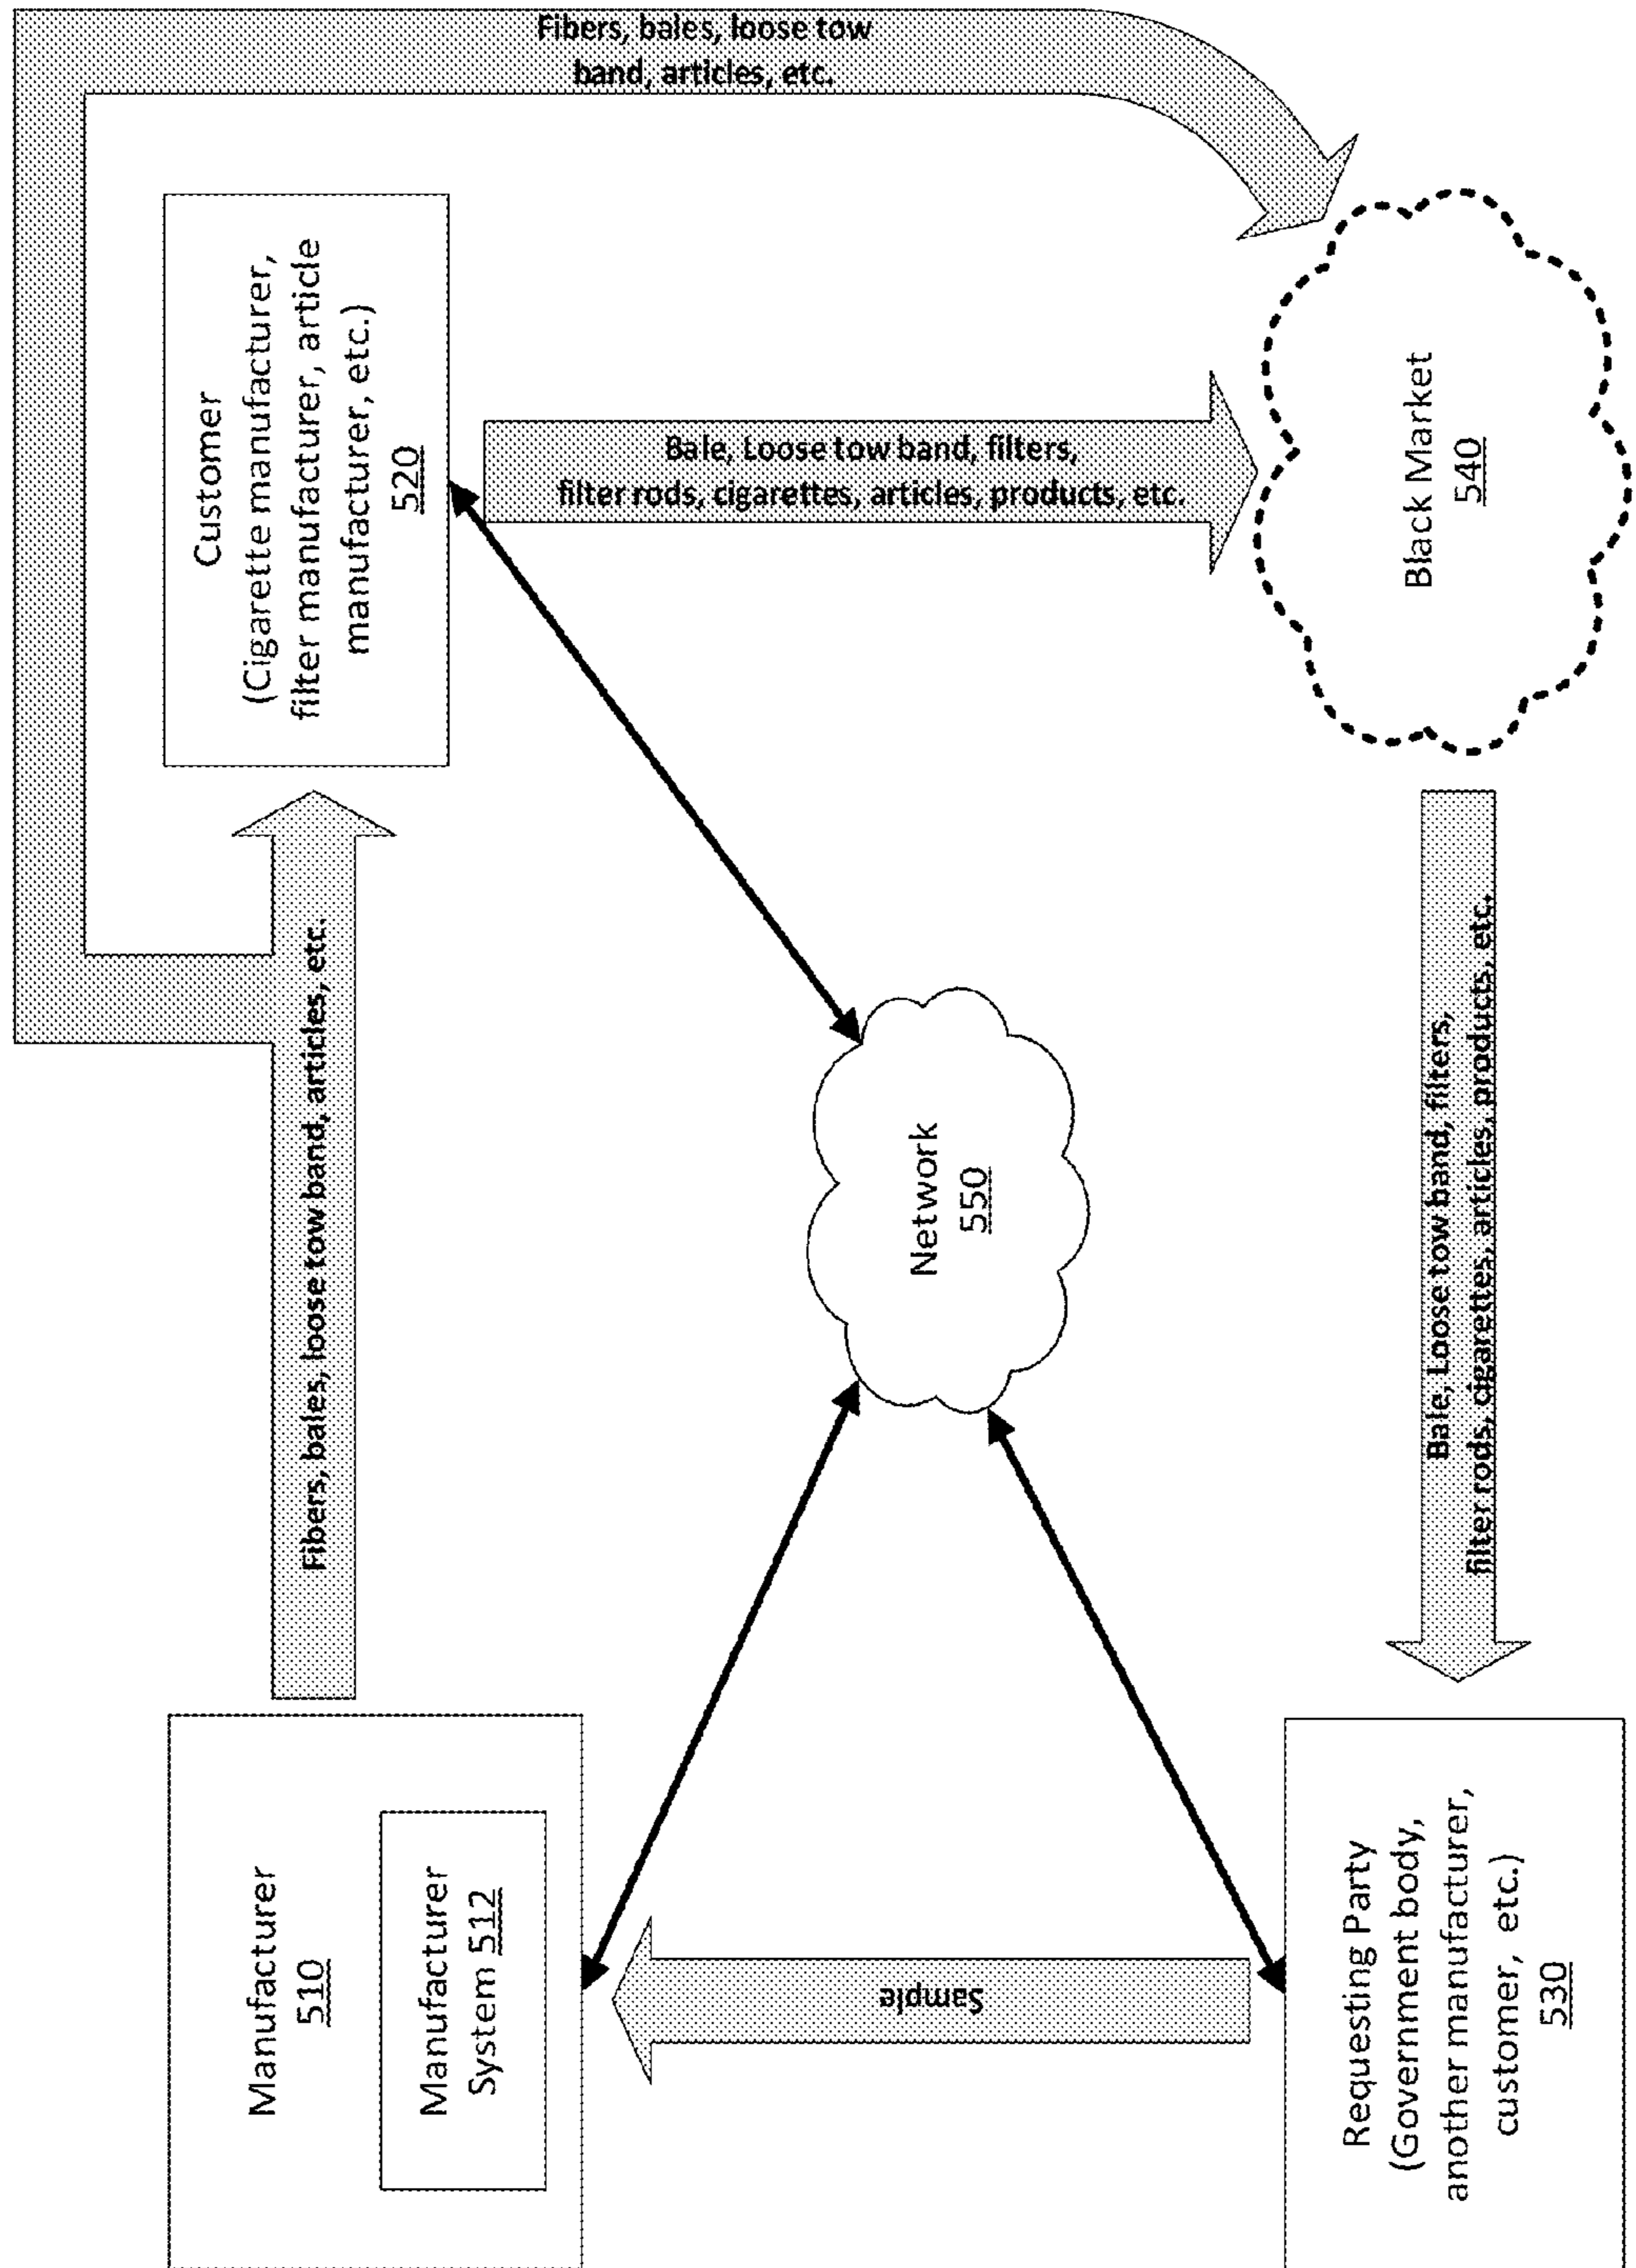 Manufacturer
510
Manufacturer
System 512
Fibers, bales, loose tow band, articles, etc.
Customer
(Cigarette manufacturer,
filter manufacturer, article
manufacturer, etc.)
520
Fibers, bales, loose tow
band, articles, etc.
Network
550
Sample
Bale, Loose tow band, filters,
filter rods, cigarettes, articles, products, etc.
Requesting Party
(Government body,
another manufacturer,
customer, etc.)
530
Bale, Loose tow band, filters,
filter rods, cigarettes, articles, products, etc.
Black Market
540